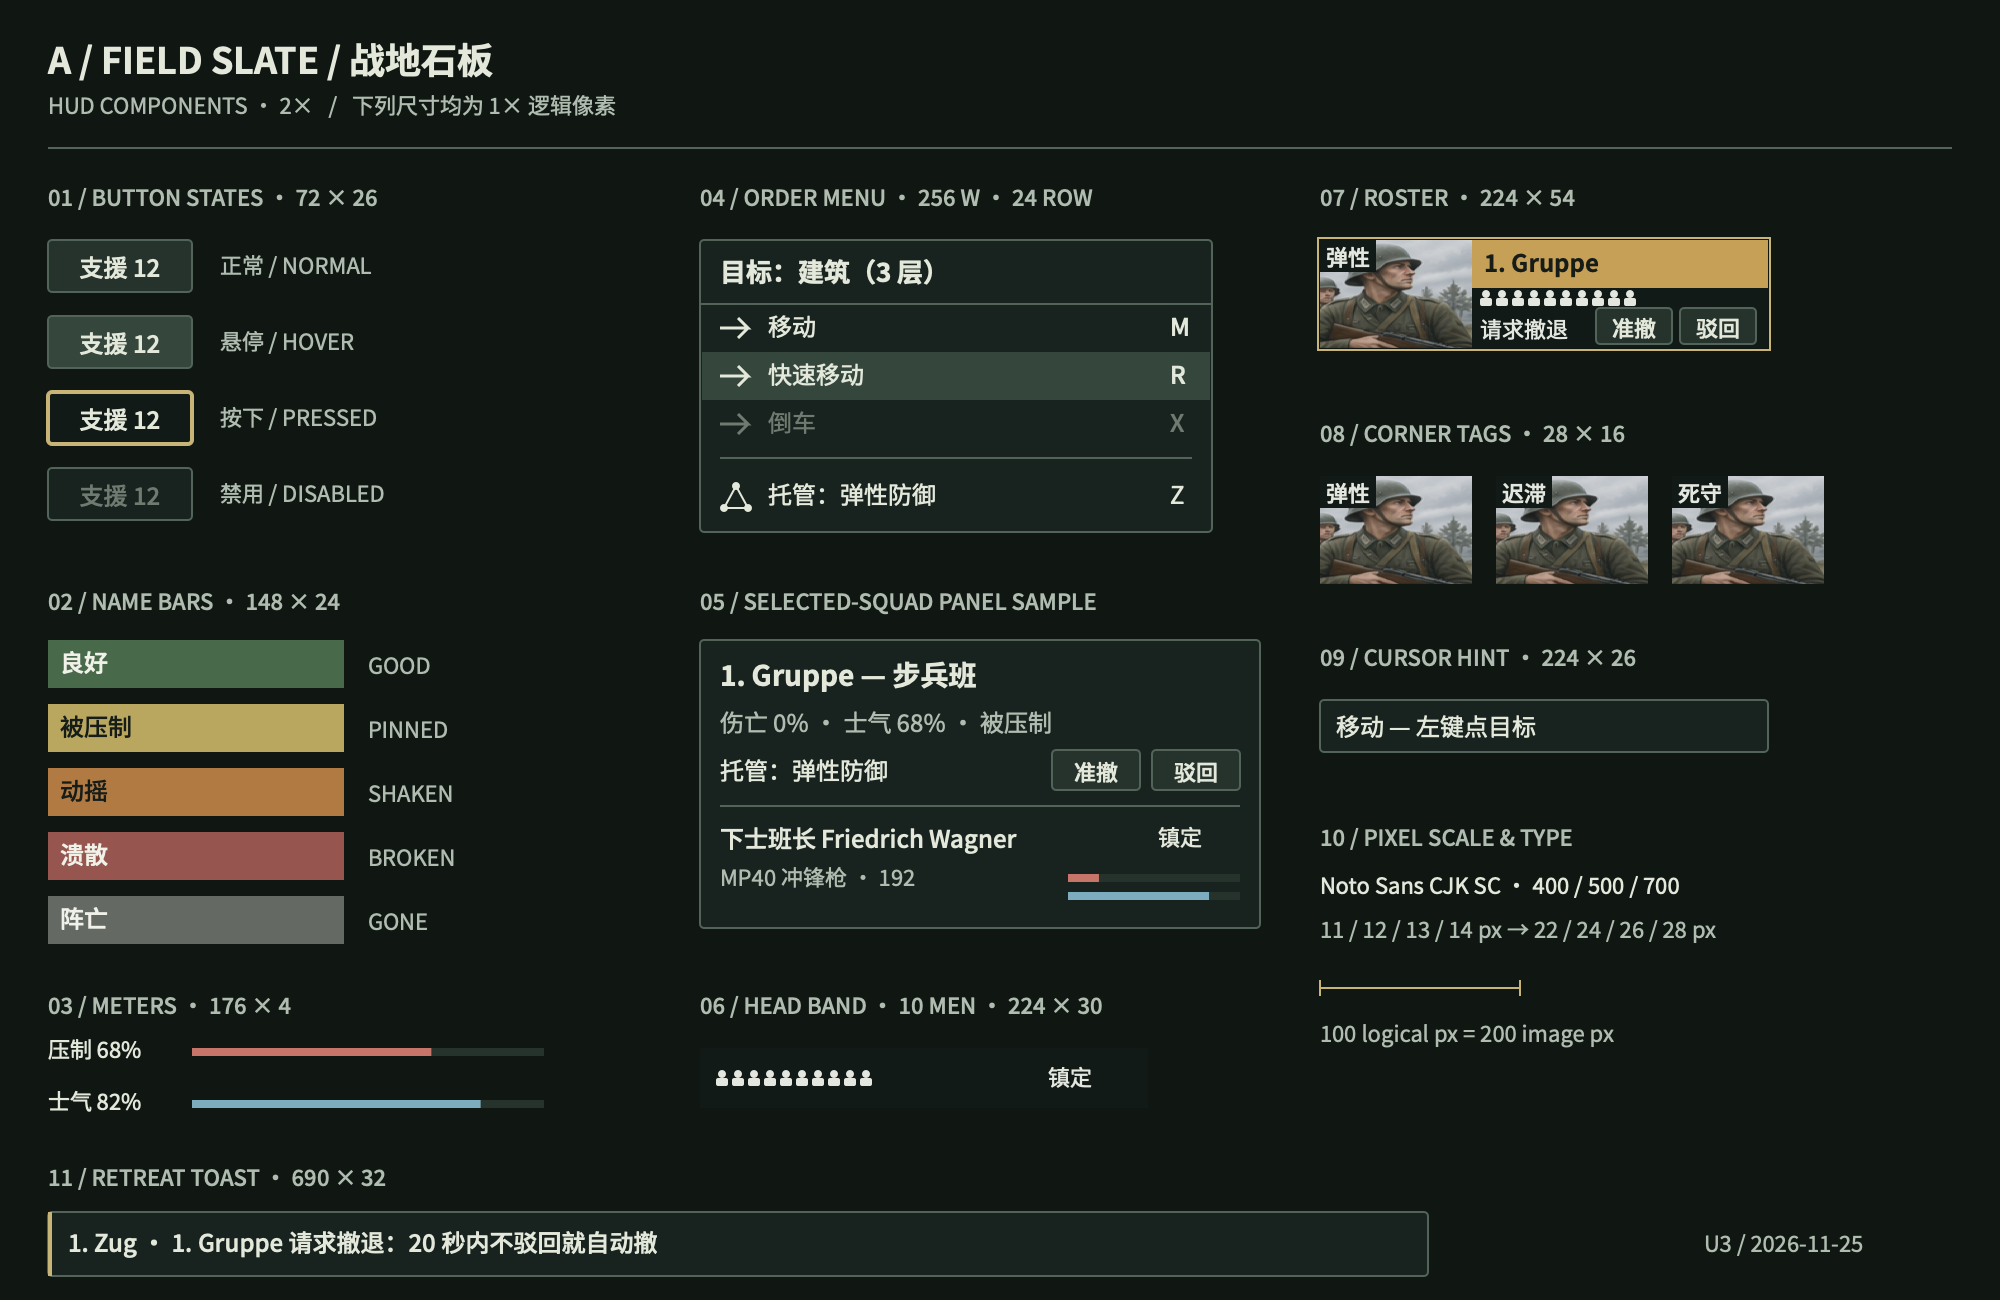 A / FIELD SLATE / 战地石板
HUD COMPONENTS • 2× / 下列尺寸均为 1× 逻辑像素
01 / BUTTON STATES • 72 × 26
支援 12
正常 / NORMAL
支援 12
悬停 / HOVER
支援 12
按下 / PRESSED
支援 12
禁用 / DISABLED
02 / NAME BARS • 148 × 24
良好
GOOD
被压制
PINNED
动摇
SHAKEN
溃散
BROKEN
阵亡
GONE
03 / METERS • 176 × 4
压制 68%
士气 82%
04 / ORDER MENU • 256 W • 24 ROW
目标：建筑（3 层）
移动 M
快速移动 R
倒车 X
托管：弹性防御 Z
05 / SELECTED-SQUAD PANEL SAMPLE
1. Gruppe — 步兵班
伤亡 0% • 士气 68% • 被压制
托管：弹性防御 准撤 驳回
下士班长 Friedrich Wagner 镇定
MP40 冲锋枪 • 192
06 / HEAD BAND • 10 MEN • 224 × 30
镇定
07 / ROSTER • 224 × 54
弹性
1. Gruppe
请求撤退 准撤 驳回
08 / CORNER TAGS • 28 × 16
弹性 迟滞 死守
09 / CURSOR HINT • 224 × 26
移动 — 左键点目标
10 / PIXEL SCALE & TYPE
Noto Sans CJK SC • 400 / 500 / 700
11 / 12 / 13 / 14 px → 22 / 24 / 26 / 28 px
100 logical px = 200 image px
11 / RETREAT TOAST • 690 × 32
1. Zug • 1. Gruppe 请求撤退：20 秒内不驳回就自动撤
U3 / 2026-11-25